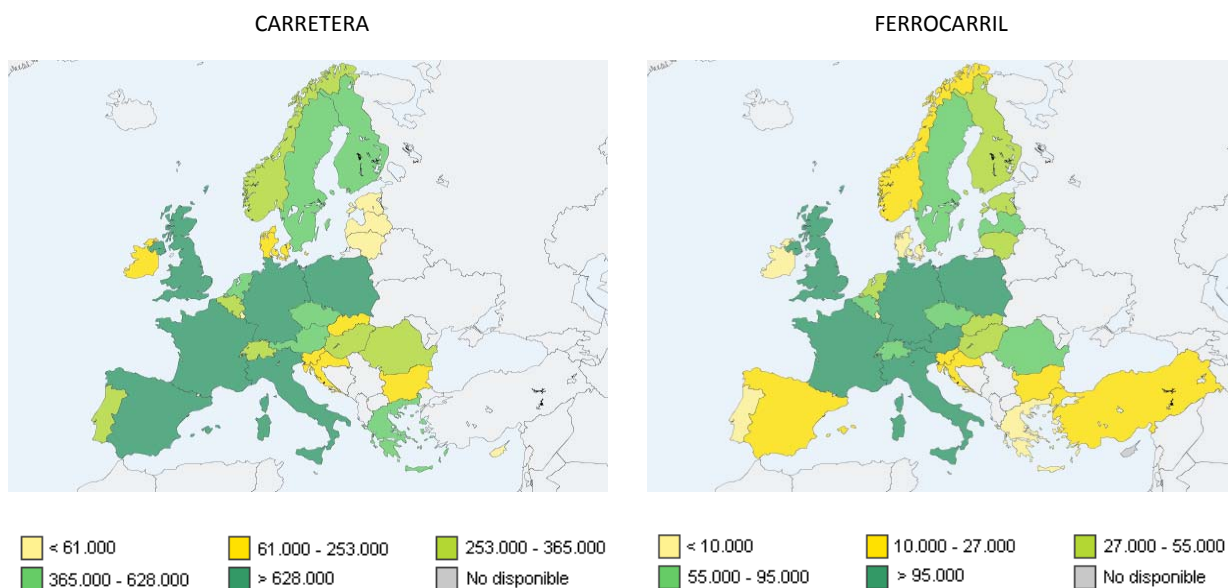 CARRETERA
FERROCARRIL
< 61.000
61.000 - 253.000
253.000 - 365.000
365.000 - 628.000
> 628.000
No disponible
< 10.000
10.000 - 27.000
27.000 - 55.000
55.000 - 95.000
> 95.000
No disponible